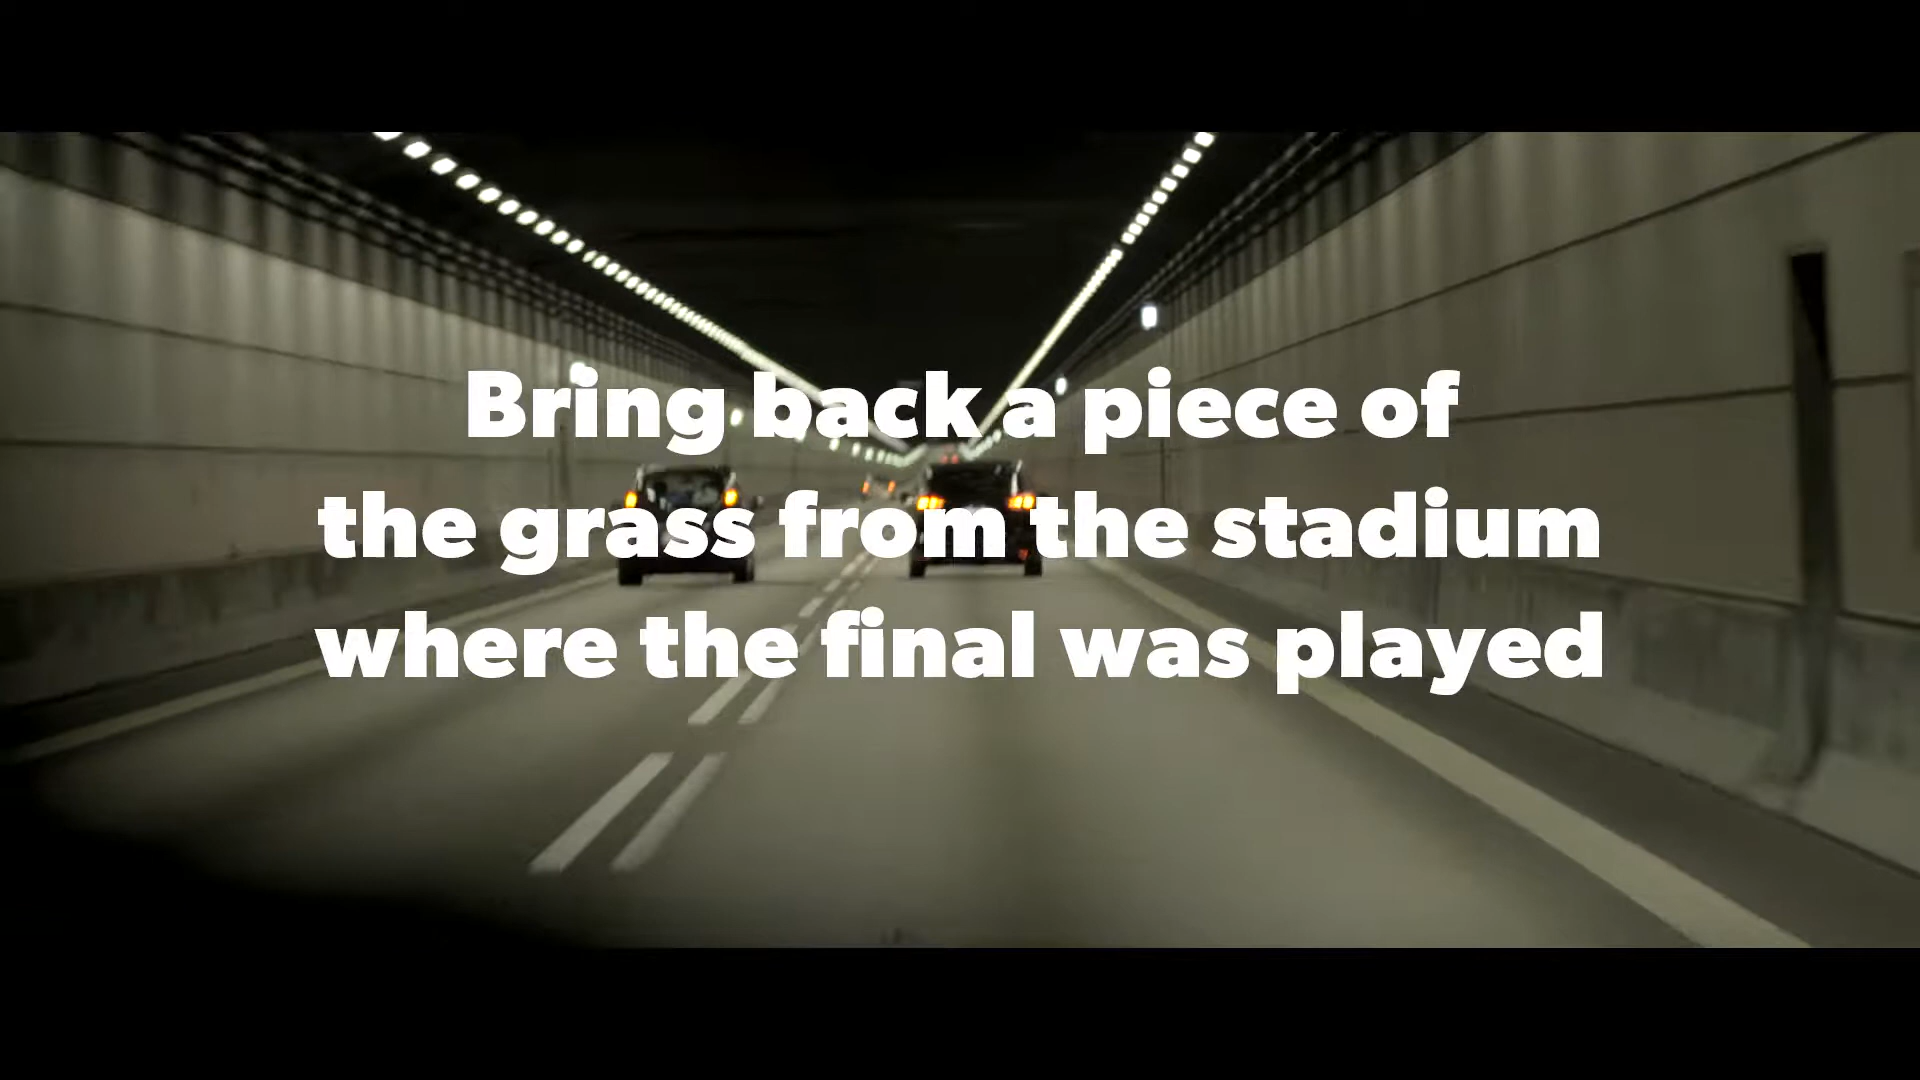 Bring back a piece of
the grass from the stadium
where the final was played